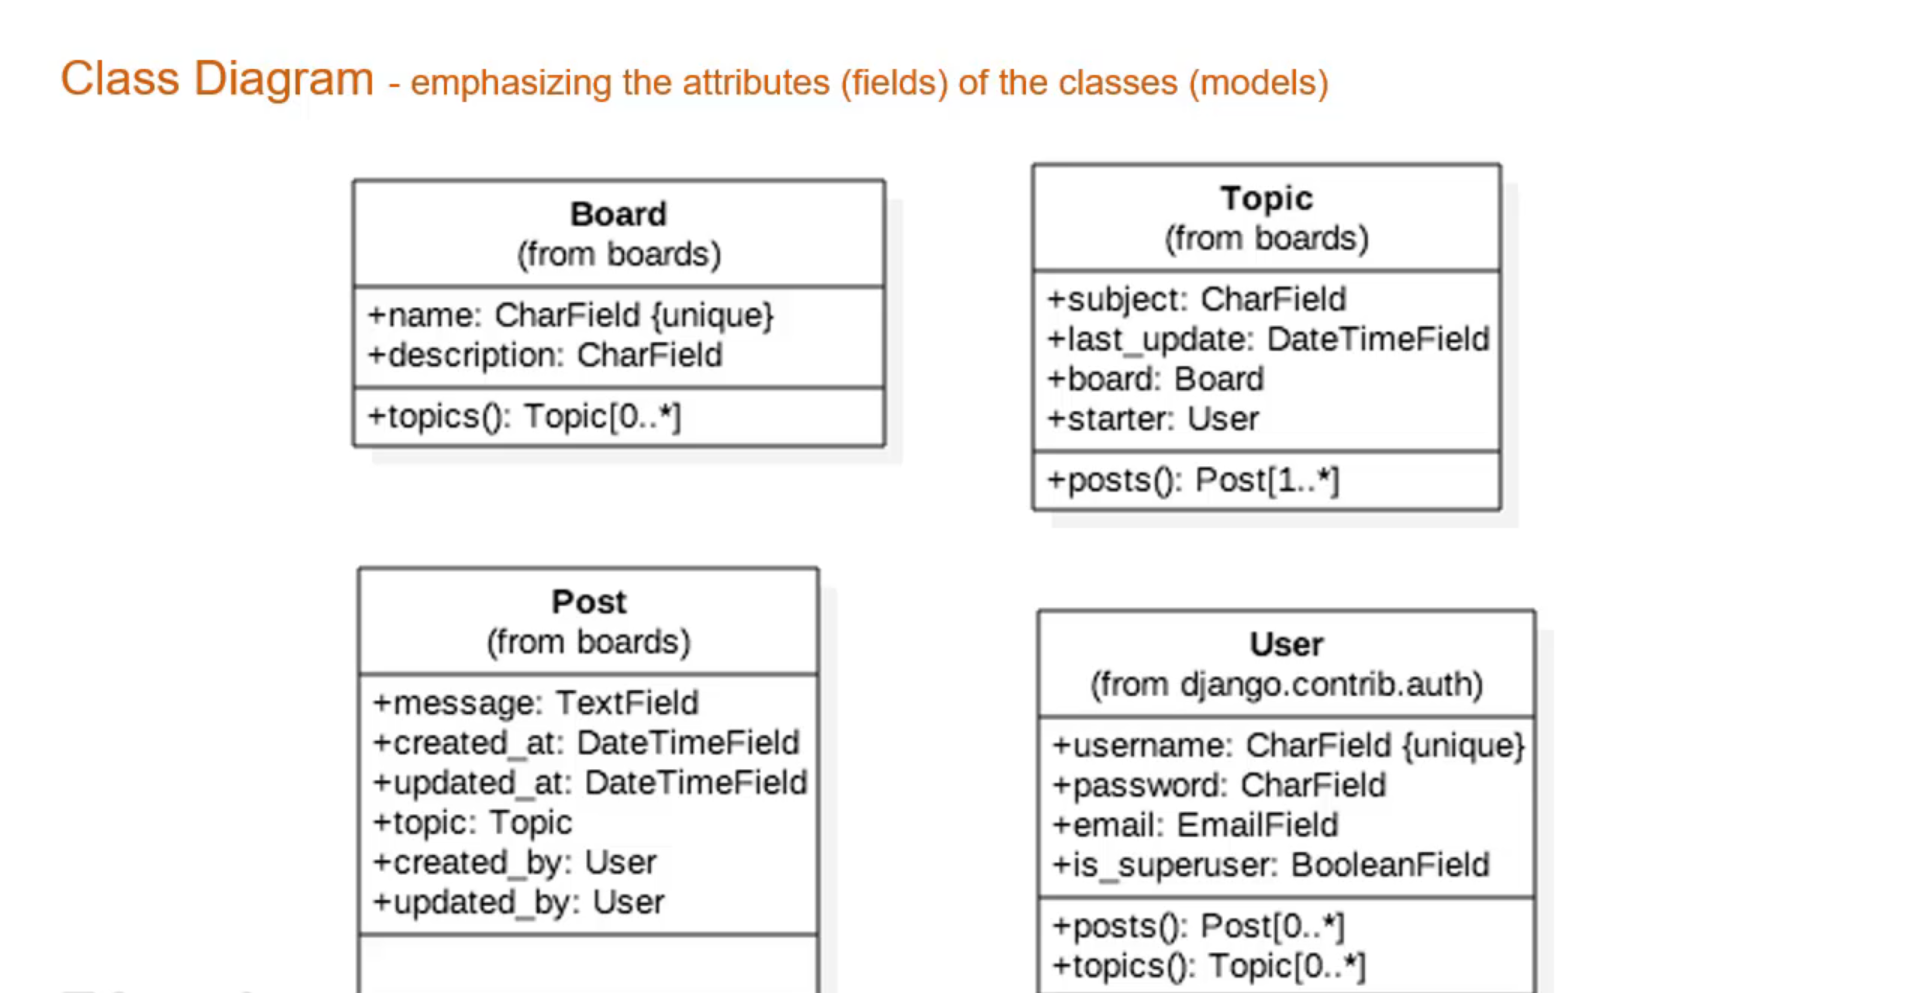 Class Diagram - emphasizing the attributes (fields) of the classes (models)
Board
(from boards)
+name: CharField {unique}
+description: CharField
+topics(): Topic[0..*]
Topic
(from boards)
+subject: CharField
+last_update: DateTimeField
+board: Board
+starter: User
+posts(): Post[1..*]
Post
(from boards)
+message: TextField
+created_at: DateTimeField
+updated_at: DateTimeField
+topic: Topic
+created_by: User
+updated_by: User
User
(from django.contrib.auth)
+username: CharField {unique}
+password: CharField
+email: EmailField
+is_superuser: BooleanField
+posts(): Post[0..*]
+topics(): Topic[0..*]